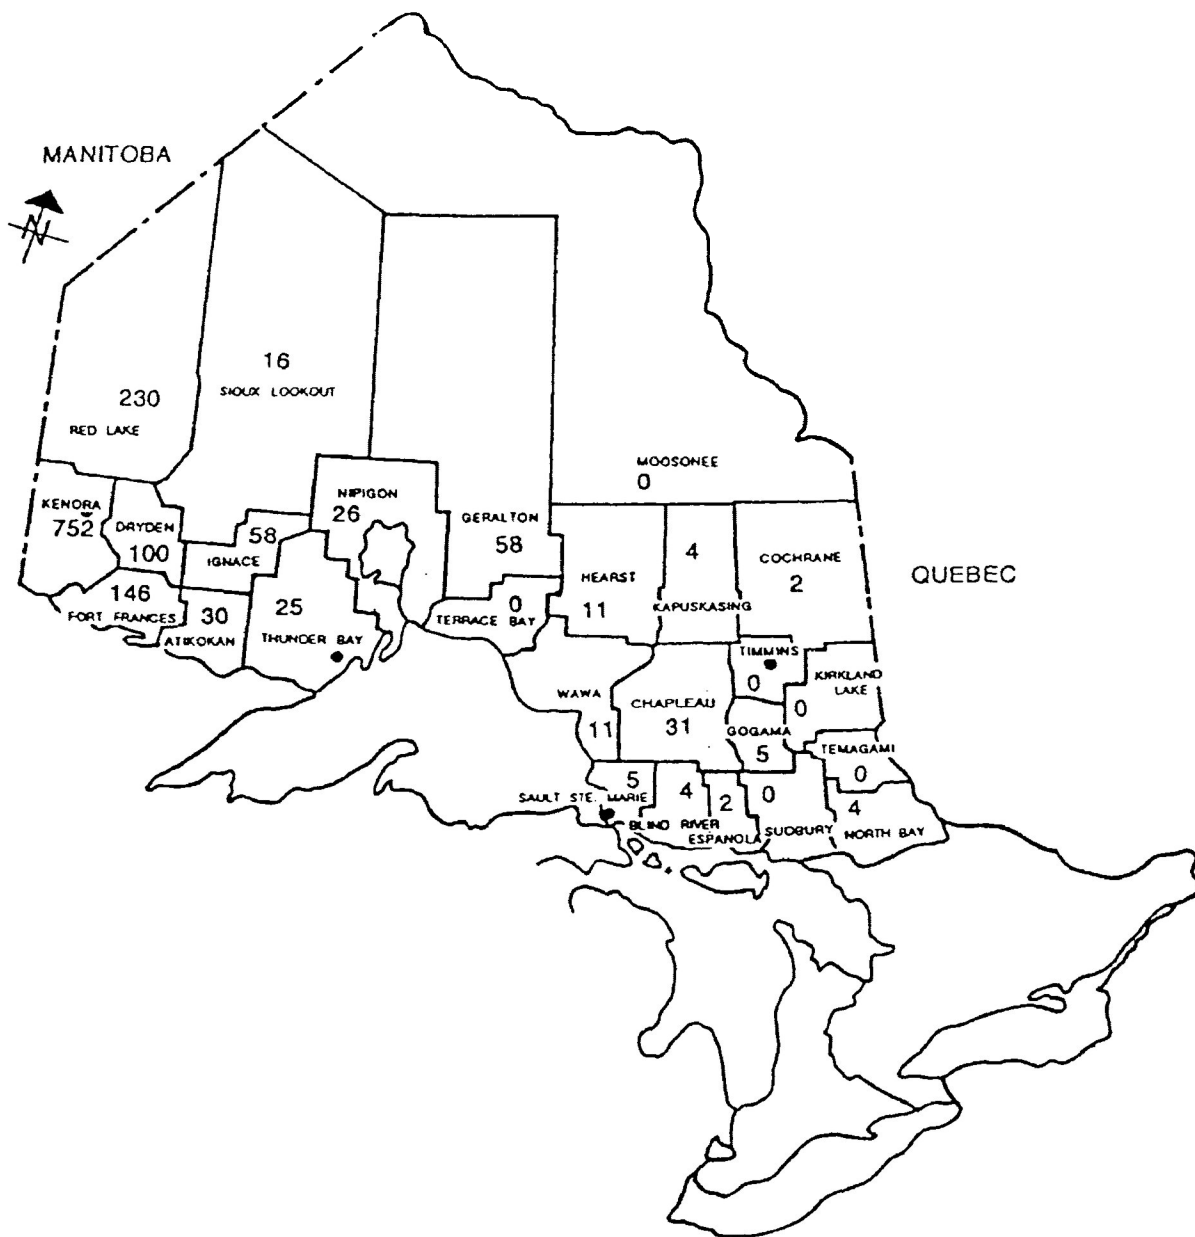 MANITOBA
N
16
SIOUX LOOKOUT
230
RED LAKE
MOOSONEE
0
KENORA
752
DRYDEN
100
58
IGNACE
NIPIGON
26
GERALTON
58
HEARST
11
4
KAPUSKASING
COCHRANE
2
QUEBEC
146
FORT FRANCES
30
ATIKOKAN
25
THUNDER BAY
0
TERRACE BAY
TIMMINS
0
KIRKLAND
LAKE
0
WAWA
11
CHAPLEAU
31
GOGAMA
5
TEMAGAMI
0
5
SAULT STE. MARIE
4
BLIND RIVER
2
ESPANOLA
0
SUDBURY
4
NORTH BAY